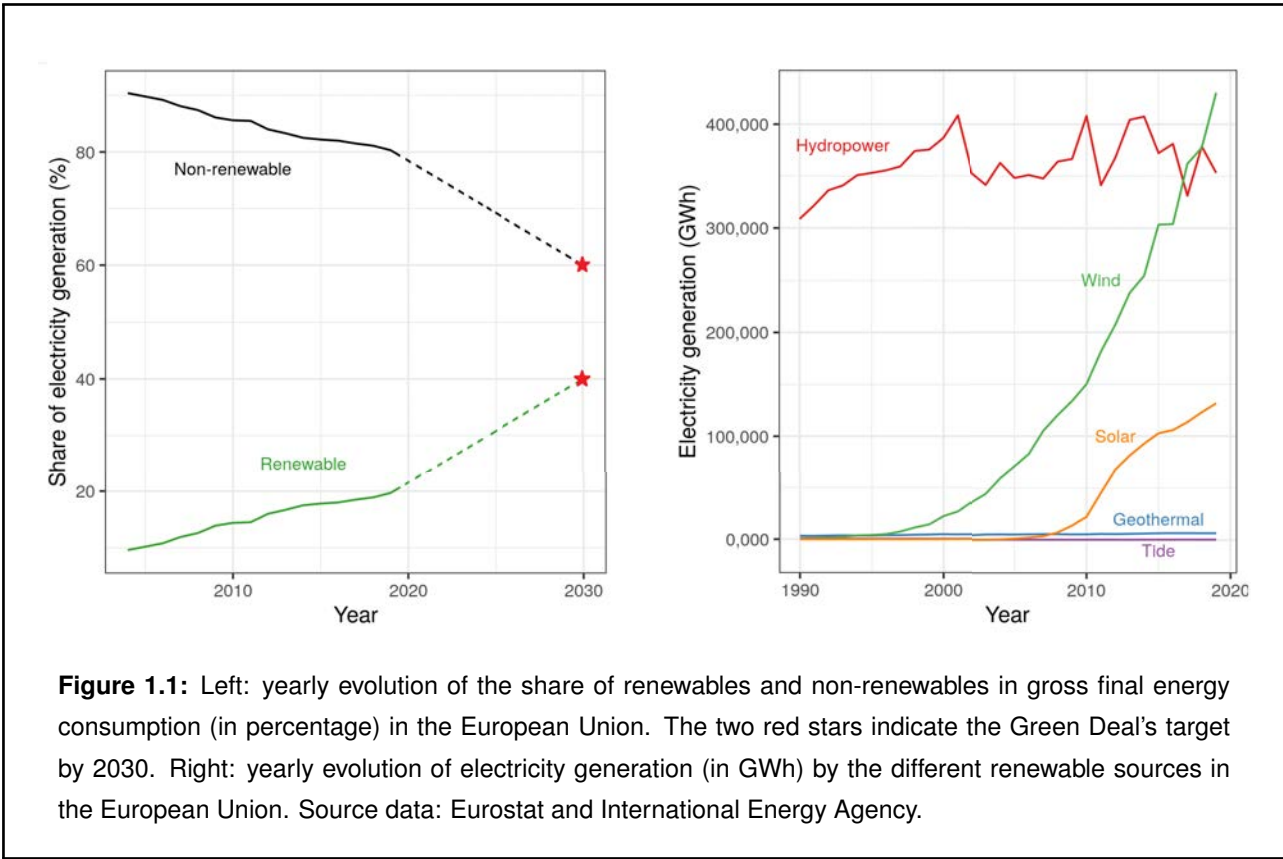 Share of electricity generation (%)
80
60
40
20
Non-renewable
Renewable
2010
2020
2030
Year
Electricity generation (GWh)
400,000
300,000
200,000
100,000
0,000
Hydropower
Wind
Solar
Geothermal
Tide
1990
2000
2010
2020
Year
Figure 1.1: Left: yearly evolution of the share of renewables and non-renewables in gross final energy
consumption (in percentage) in the European Union. The two red stars indicate the Green Deal's target
by 2030. Right: yearly evolution of electricity generation (in GWh) by the different renewable sources in
the European Union. Source data: Eurostat and International Energy Agency.